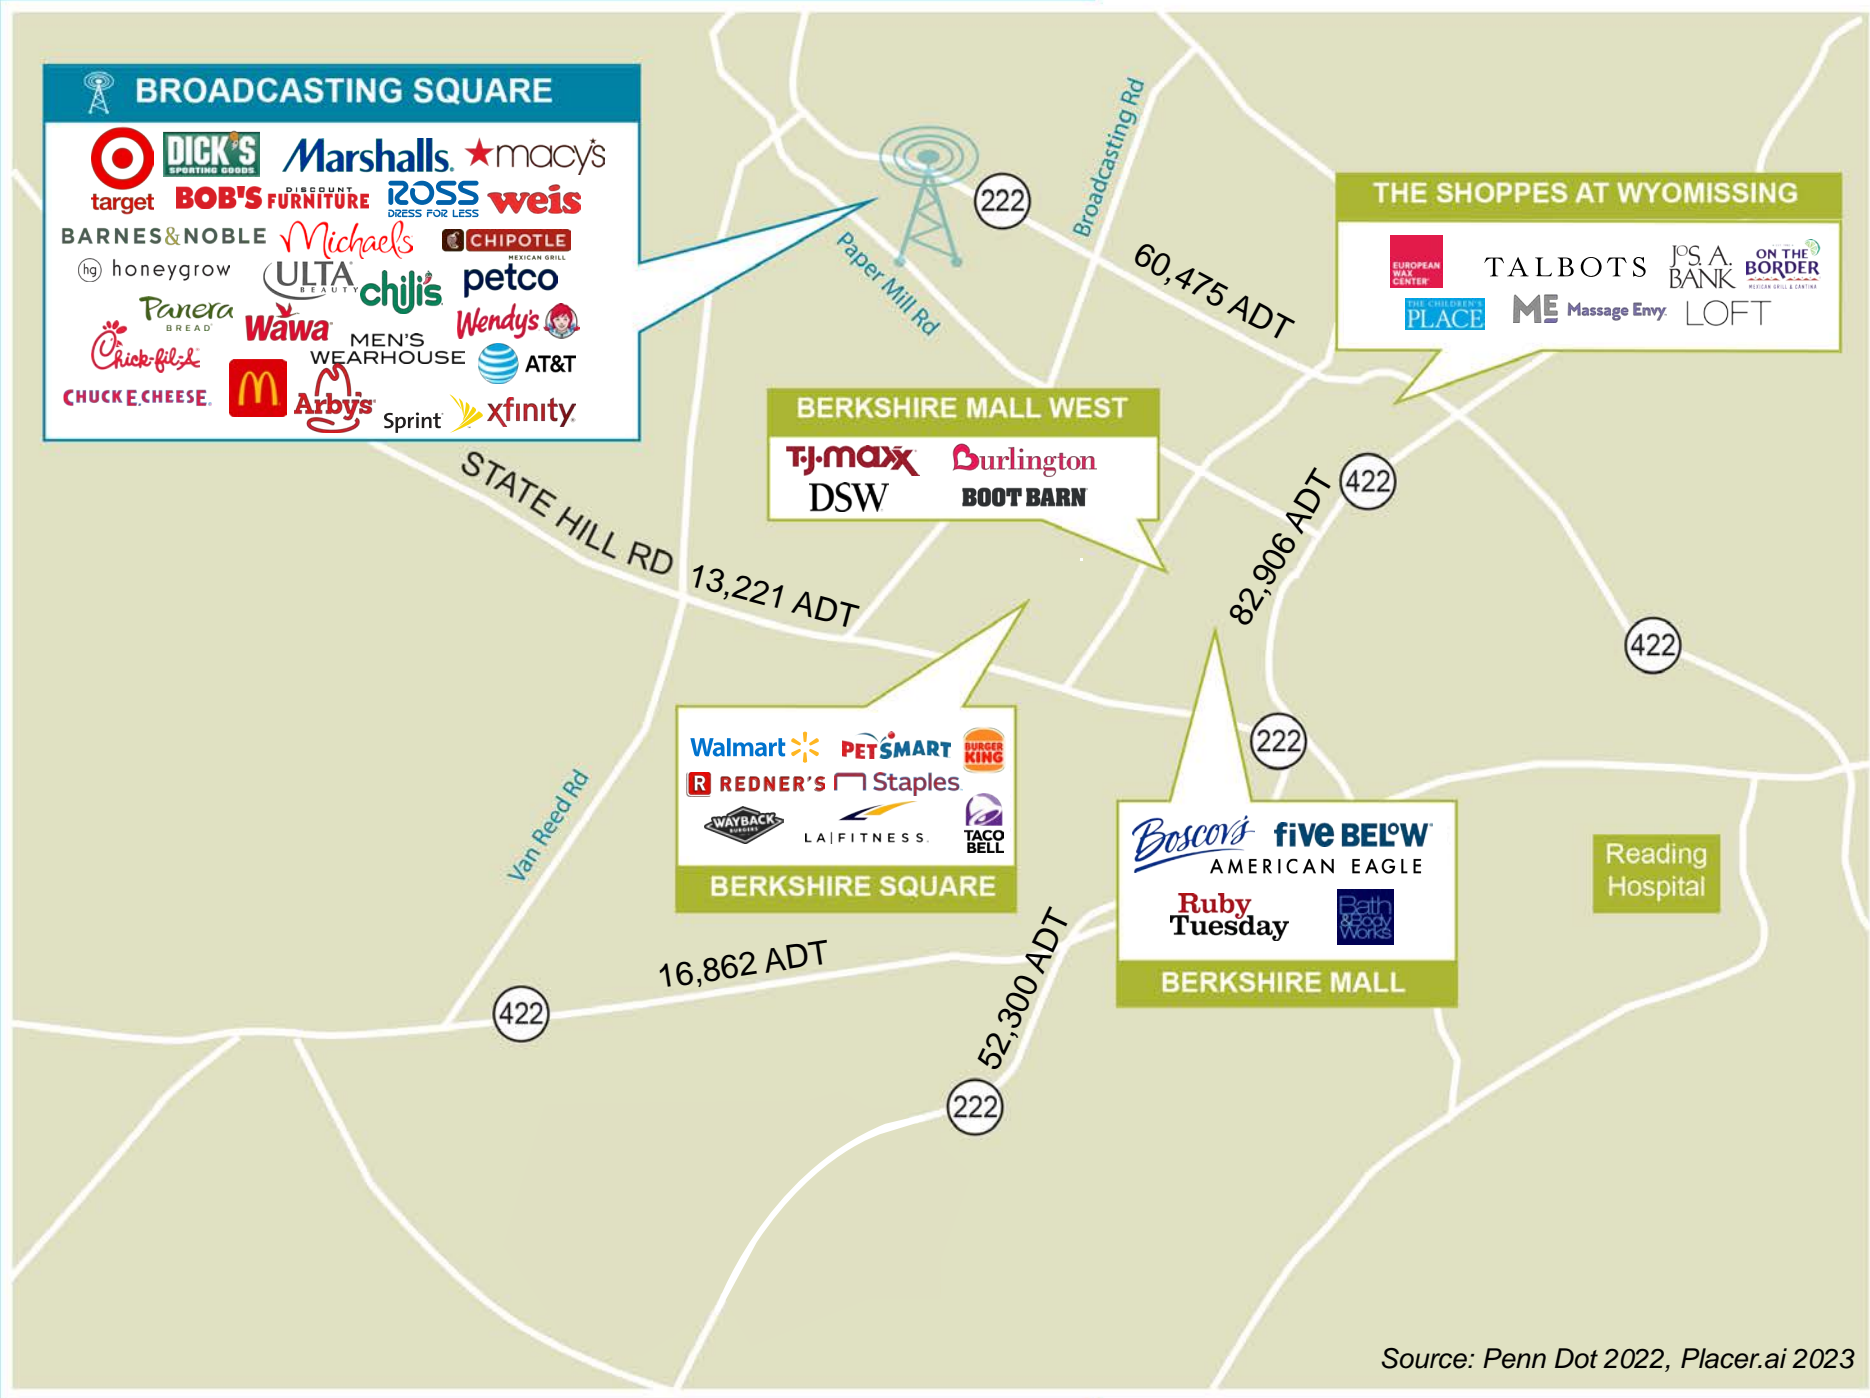 BROADCASTING SQUARE
target
DICK'S
SPORTING GOODS
Marshalls.
macy's
BOB'S DISCOUNT FURNITURE
ROSS
DRESS FOR LESS
weis
BARNES&NOBLE
Michaels
CHIPOTLE
MEXICAN GRILL
hg honeygrow
ULTA
BEAUTY
chili's
petco
Panera
BREAD
Wawa
Wendy's
Chick-fil-A
MEN'S
WEARHOUSE
AT&T
CHUCK E. CHEESE.
Arby's
Sprint
xfinity
222
Broadcasting Rd
Paper Mill Rd
60,475 ADT
THE SHOPPES AT WYOMISSING
EUROPEAN
WAX
CENTER
TALBOTS
JOS. A.
BANK
ON THE
BORDER
MEXICAN GRILL & CANTINA
THE CHILDREN'S
PLACE
ME Massage Envy
LOFT
BERKSHIRE MALL WEST
T.J.maxx
Burlington
DSW
BOOT BARN
STATE HILL RD
13,221 ADT
82,906 ADT
422
422
222
Walmart
PETSMART
BURGER
KING
R REDNER'S
Staples
WAYBACK
BURGERS
LA|FITNESS.
TACO
BELL
BERKSHIRE SQUARE
Van Reed Rd
Boscov's
five BELOW
AMERICAN EAGLE
Ruby
Tuesday
Bath
&Body
Works
BERKSHIRE MALL
Reading
Hospital
16,862 ADT
52,300 ADT
422
222
Source: Penn Dot 2022, Placer.ai 2023